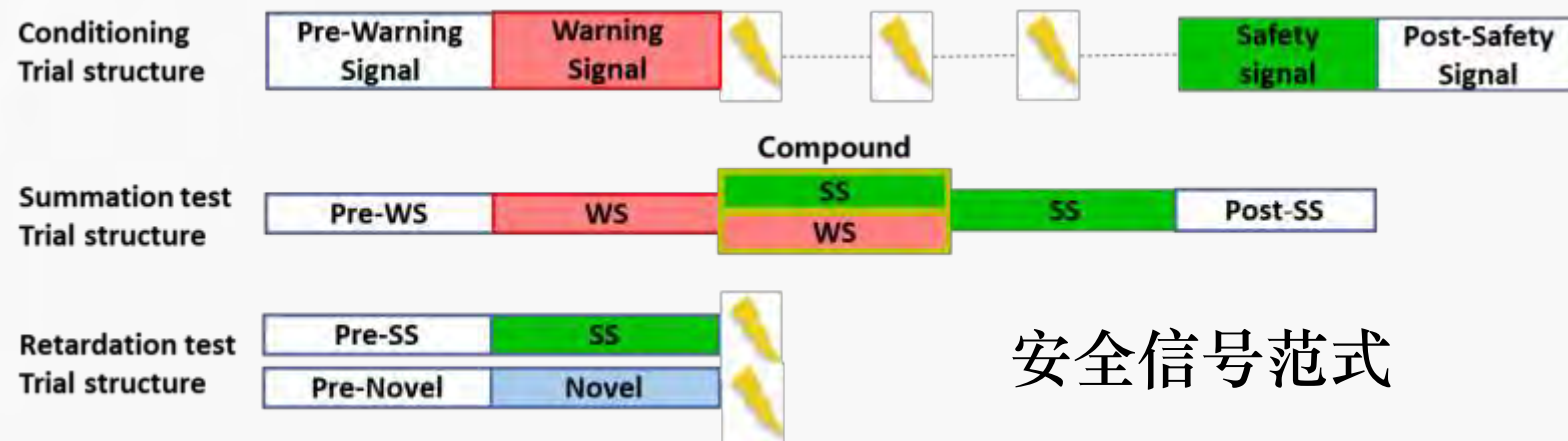 Conditioning
Trial structure
Pre-Warning
Signal
Warning
Signal
Safety
signal
Post-Safety
Signal
Compound
Summation test
Trial structure
Pre-WS
WS
SS
WS
SS
Post-SS
Retardation test
Trial structure
Pre-SS
SS
Pre-Novel
Novel
安全信号范式